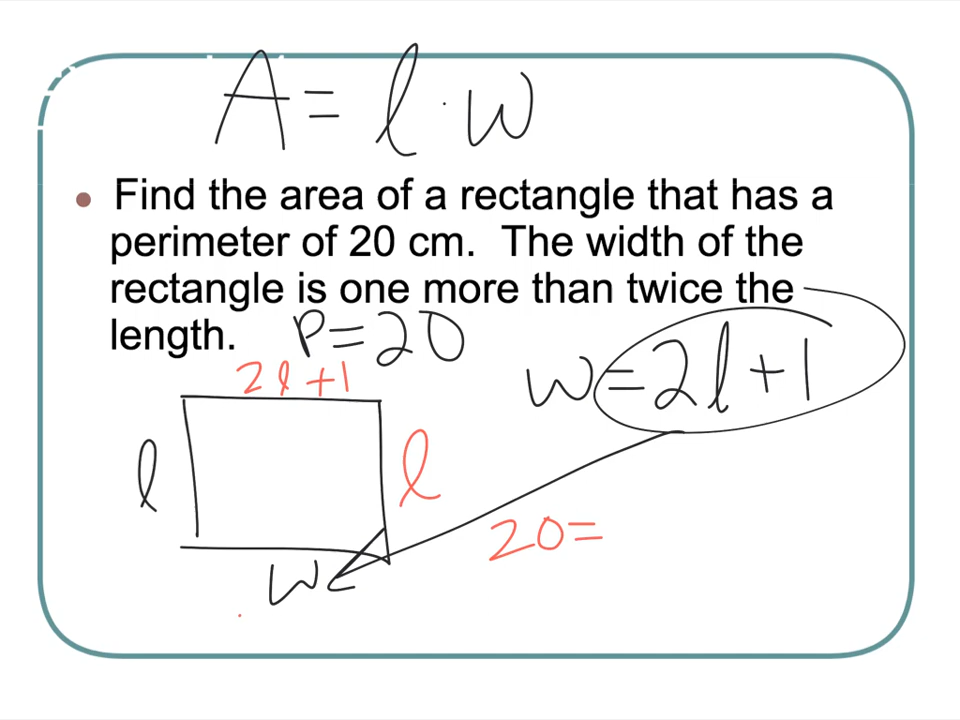 A = l · w
• Find the area of a rectangle that has a
perimeter of 20 cm. The width of the
rectangle is one more than twice the
length.
P = 20
w = 2l + 1
2l + 1
l
l
w
20 =